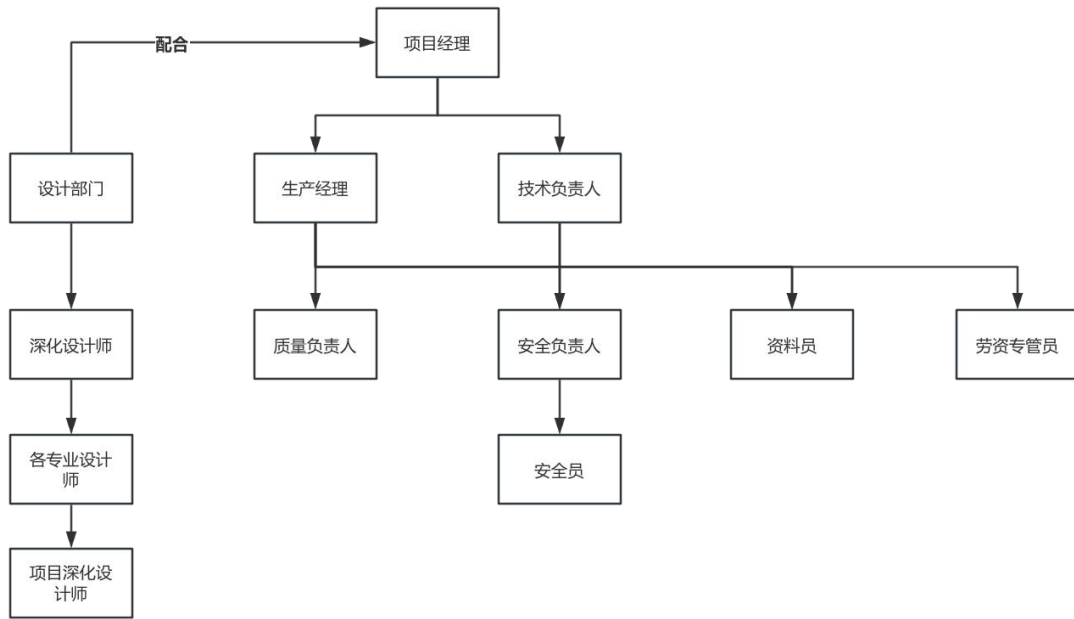 配合
项目经理
设计部门
生产经理
技术负责人
深化设计师
质量负责人
安全负责人
资料员
劳资专管员
各专业设计
师
安全员
项目深化设
计师